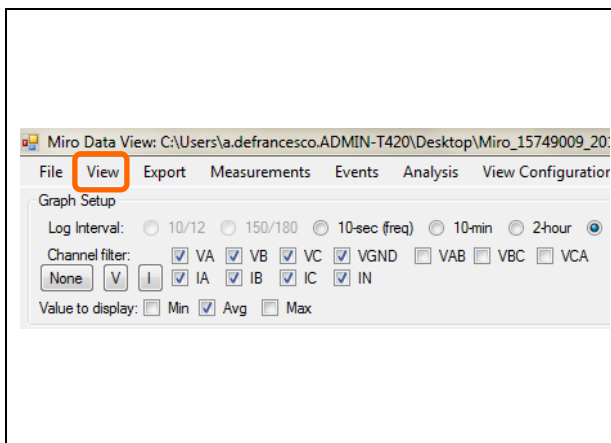 Miro Data View: C:\Users\a.defrancesco.ADMIN-T420\Desktop\Miro_15749009_201
File View Export Measurements Events Analysis View Configuration
Graph Setup
Log Interval: 10/12 150/180 10-sec (freq) 10-min 2-hour
Channel filter: VA VB VC VGND VAB VBC VCA
None V I IA IB IC IN
Value to display: Min Avg Max